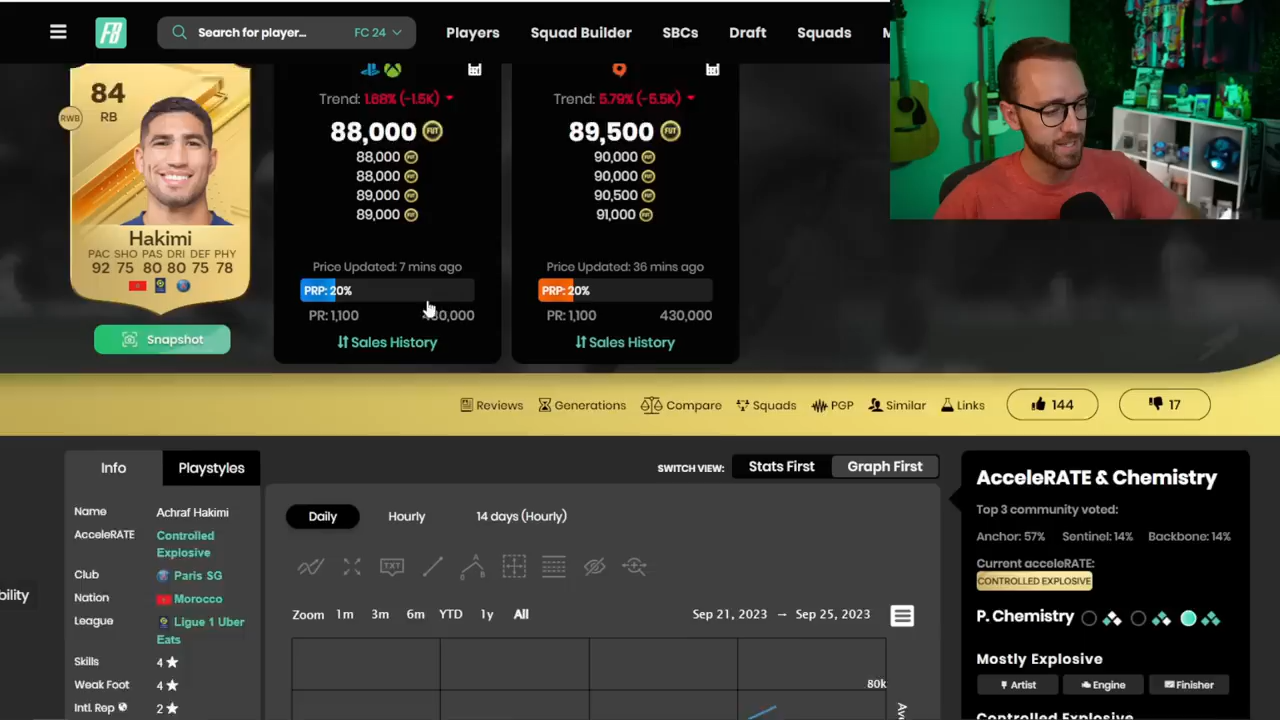 FB
Search for player...
FC 24
Players
Squad Builder
SBCs
Draft
Squads
M
84
RB
RWB
Hakimi
PAC SHO PAS DRI DEF PHY
92 75 80 80 75 78
Snapshot
Trend: 1.68% (-1.5K)
88,000
FUT
88,000
88,000
89,000
89,000
Price Updated: 7 mins ago
PRP: 20%
PR: 1,100
Sales History
Trend: 5.79% (-5.5K)
89,500
FUT
90,000
90,000
90,500
91,000
Price Updated: 36 mins ago
PRP: 20%
PR: 1,100
430,000
Sales History
Reviews
Generations
Compare
Squads
PGP
Similar
Links
144
17
bility
Info
Playstyles
Name
Achraf Hakimi
AcceleRATE
Controlled
Explosive
Club
Paris SG
Nation
Morocco
League
Ligue 1 Uber
Eats
Skills
4
Weak Foot
4
Intl. Rep
2
SWITCH VIEW:
Stats First
Graph First
Daily
Hourly
14 days (Hourly)
TXT
Zoom
1m
3m
6m
YTD
1y
All
Sep 21, 2023 → Sep 25, 2023
80k
AcceleRATE & Chemistry
Top 3 community voted:
Anchor: 57%
Sentinel: 14%
Backbone: 14%
Current acceleRATE:
CONTROLLED EXPLOSIVE
P. Chemistry
Mostly Explosive
Artist
Engine
Finisher
Controlled Explosive